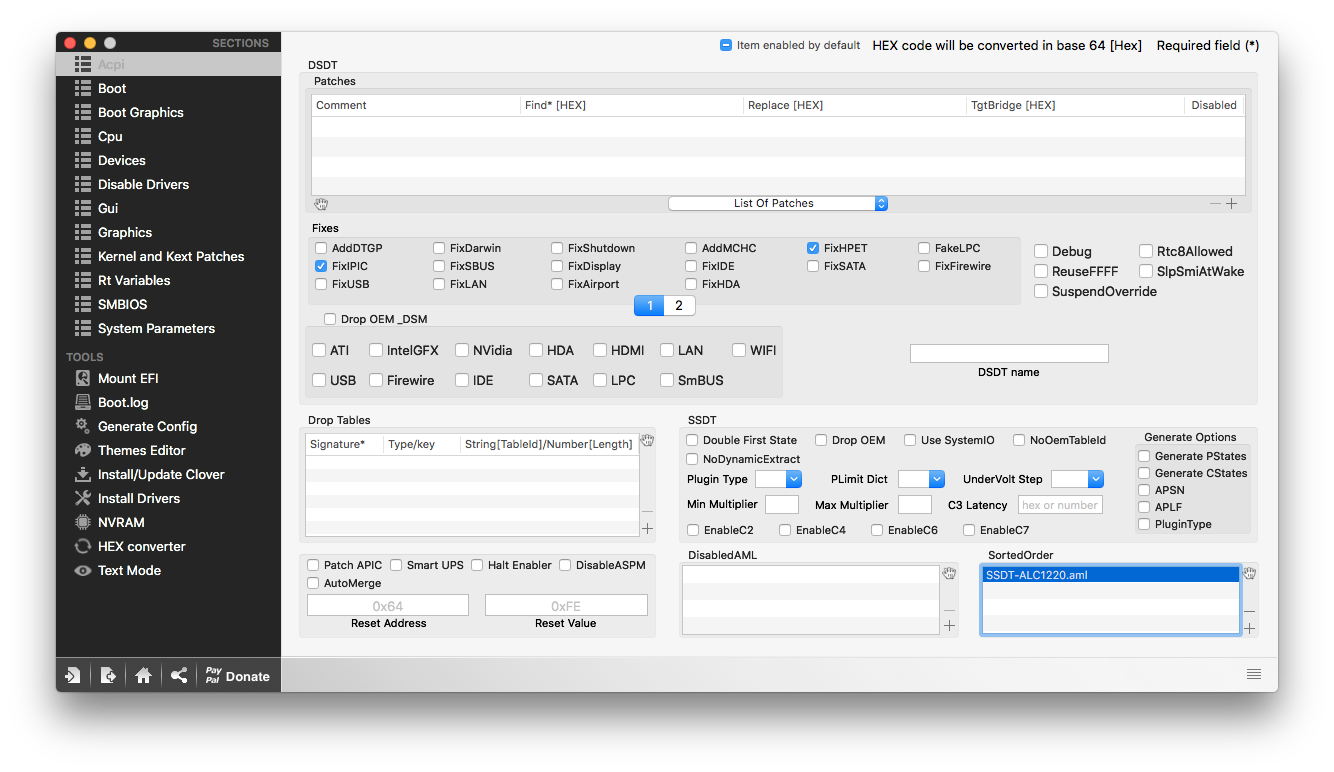 SECTIONS
Acpi
Boot
Boot Graphics
Cpu
Devices
Disable Drivers
Gui
Graphics
Kernel and Kext Patches
Rt Variables
SMBIOS
System Parameters
TOOLS
Mount EFI
Boot.log
Generate Config
Themes Editor
Install/Update Clover
Install Drivers
NVRAM
HEX converter
Text Mode
Pay
Pal
Donate
Item enabled by default HEX code will be converted in base 64 [Hex] Required field (*)
DSDT
Patches
Comment Find* [HEX] Replace [HEX] TgtBridge [HEX] Disabled
List Of Patches
Fixes
AddDTGP FixDarwin FixShutdown AddMCHC FixHPET FakeLPC
FixIPIC FixSBUS FixDisplay FixIDE FixSATA FixFirewire
FixUSB FixLAN FixAirport FixHDA
Debug Rtc8Allowed
ReuseFFFF SlpSmiAtWake
SuspendOverride
1 2
Drop OEM _DSM
ATI IntelGFX NVidia HDA HDMI LAN WIFI
USB Firewire IDE SATA LPC SmBUS
DSDT name
Drop Tables
Signature* Type/key String[TableId]/Number[Length]
SSDT
Double First State Drop OEM Use SystemIO NoOemTableId
NoDynamicExtract
Plugin Type PLimit Dict UnderVolt Step
Min Multiplier Max Multiplier C3 Latency hex or number
EnableC2 EnableC4 EnableC6 EnableC7
Generate Options
Generate PStates
Generate CStates
APSN
APLF
PluginType
Patch APIC Smart UPS Halt Enabler DisableASPM
AutoMerge
0x64 0xFE
Reset Address Reset Value
DisabledAML
SortedOrder
SSDT-ALC1220.aml